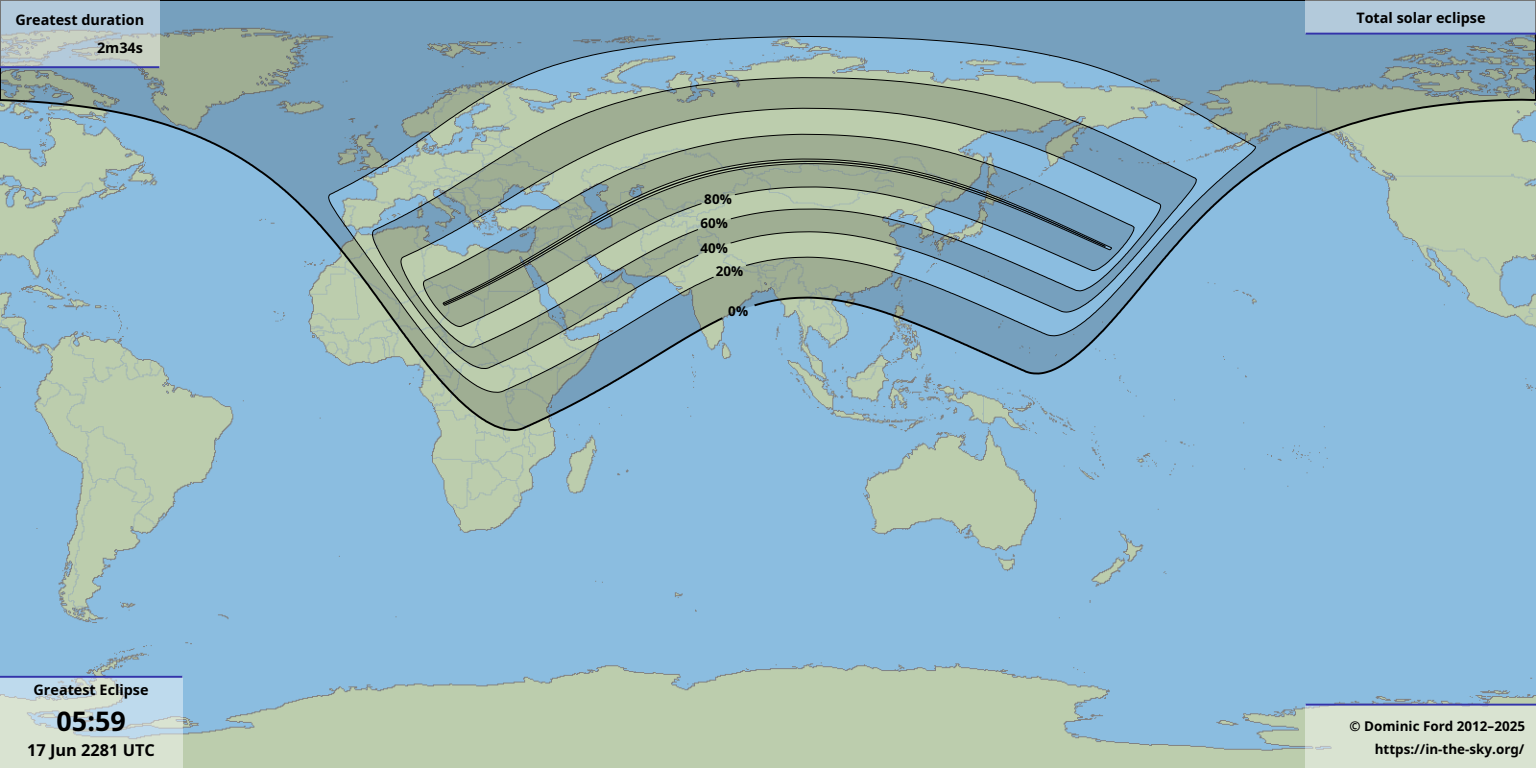 Greatest duration
2m34s
Total solar eclipse
80%
60%
40%
20%
0%
Greatest Eclipse
05:59
17 Jun 2281 UTC
© Dominic Ford 2012–2025
https://in-the-sky.org/